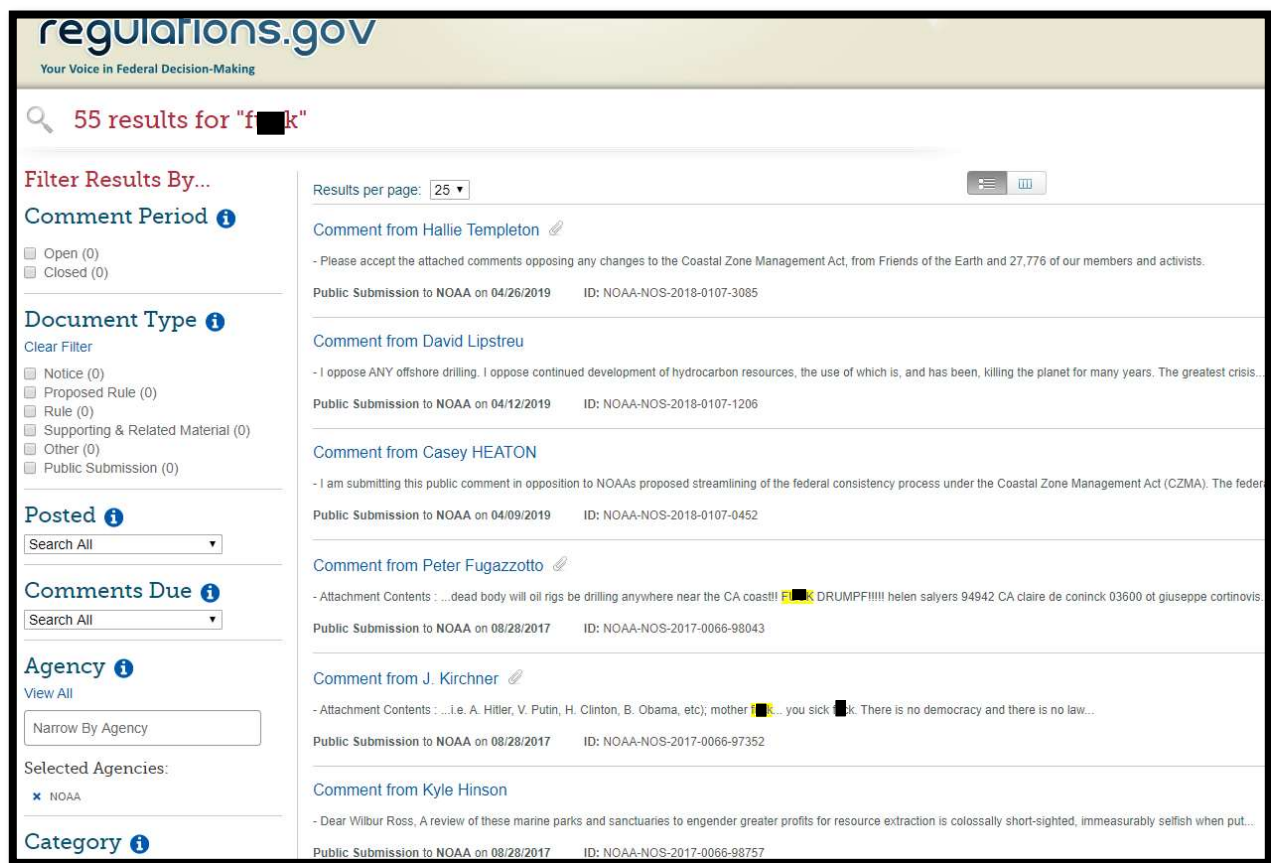 regulations.gov
Your Voice in Federal Decision-Making
55 results for "f k"
Filter Results By...
Comment Period
Open (0)
Closed (0)
Document Type
Clear Filter
Notice (0)
Proposed Rule (0)
Rule (0)
Supporting & Related Material (0)
Other (0)
Public Submission (0)
Posted
Search All
Comments Due
Search All
Agency
View All
Narrow By Agency
Selected Agencies:
× NOAA
Category
Results per page: 25
Comment from Hallie Templeton
- Please accept the attached comments opposing any changes to the Coastal Zone Management Act, from Friends of the Earth and 27,776 of our members and activists.
Public Submission to NOAA on 04/26/2019 ID: NOAA-NOS-2018-0107-3085
Comment from David Lipstreu
- I oppose ANY offshore drilling. I oppose continued development of hydrocarbon resources, the use of which is, and has been, killing the planet for many years. The greatest crisis...
Public Submission to NOAA on 04/12/2019 ID: NOAA-NOS-2018-0107-1206
Comment from Casey HEATON
- I am submitting this public comment in opposition to NOAAs proposed streamlining of the federal consistency process under the Coastal Zone Management Act (CZMA). The federa
Public Submission to NOAA on 04/09/2019 ID: NOAA-NOS-2018-0107-0452
Comment from Peter Fugazzotto
- Attachment Contents : ...dead body will oil rigs be drilling anywhere near the CA coast!! F K DRUMPF!!!!! helen salyers 94942 CA claire de coninck 03600 ot giuseppe cortinovis.
Public Submission to NOAA on 08/28/2017 ID: NOAA-NOS-2017-0066-98043
Comment from J. Kirchner
- Attachment Contents : ...i.e. A. Hitler, V. Putin, H. Clinton, B. Obama, etc); mother f k... you sick f ck. There is no democracy and there is no law...
Public Submission to NOAA on 08/28/2017 ID: NOAA-NOS-2017-0066-97352
Comment from Kyle Hinson
- Dear Wilbur Ross, A review of these marine parks and sanctuaries to engender greater profits for resource extraction is colossally short-sighted, immeasurably selfish when put...
Public Submission to NOAA on 08/28/2017 ID: NOAA-NOS-2017-0066-98757